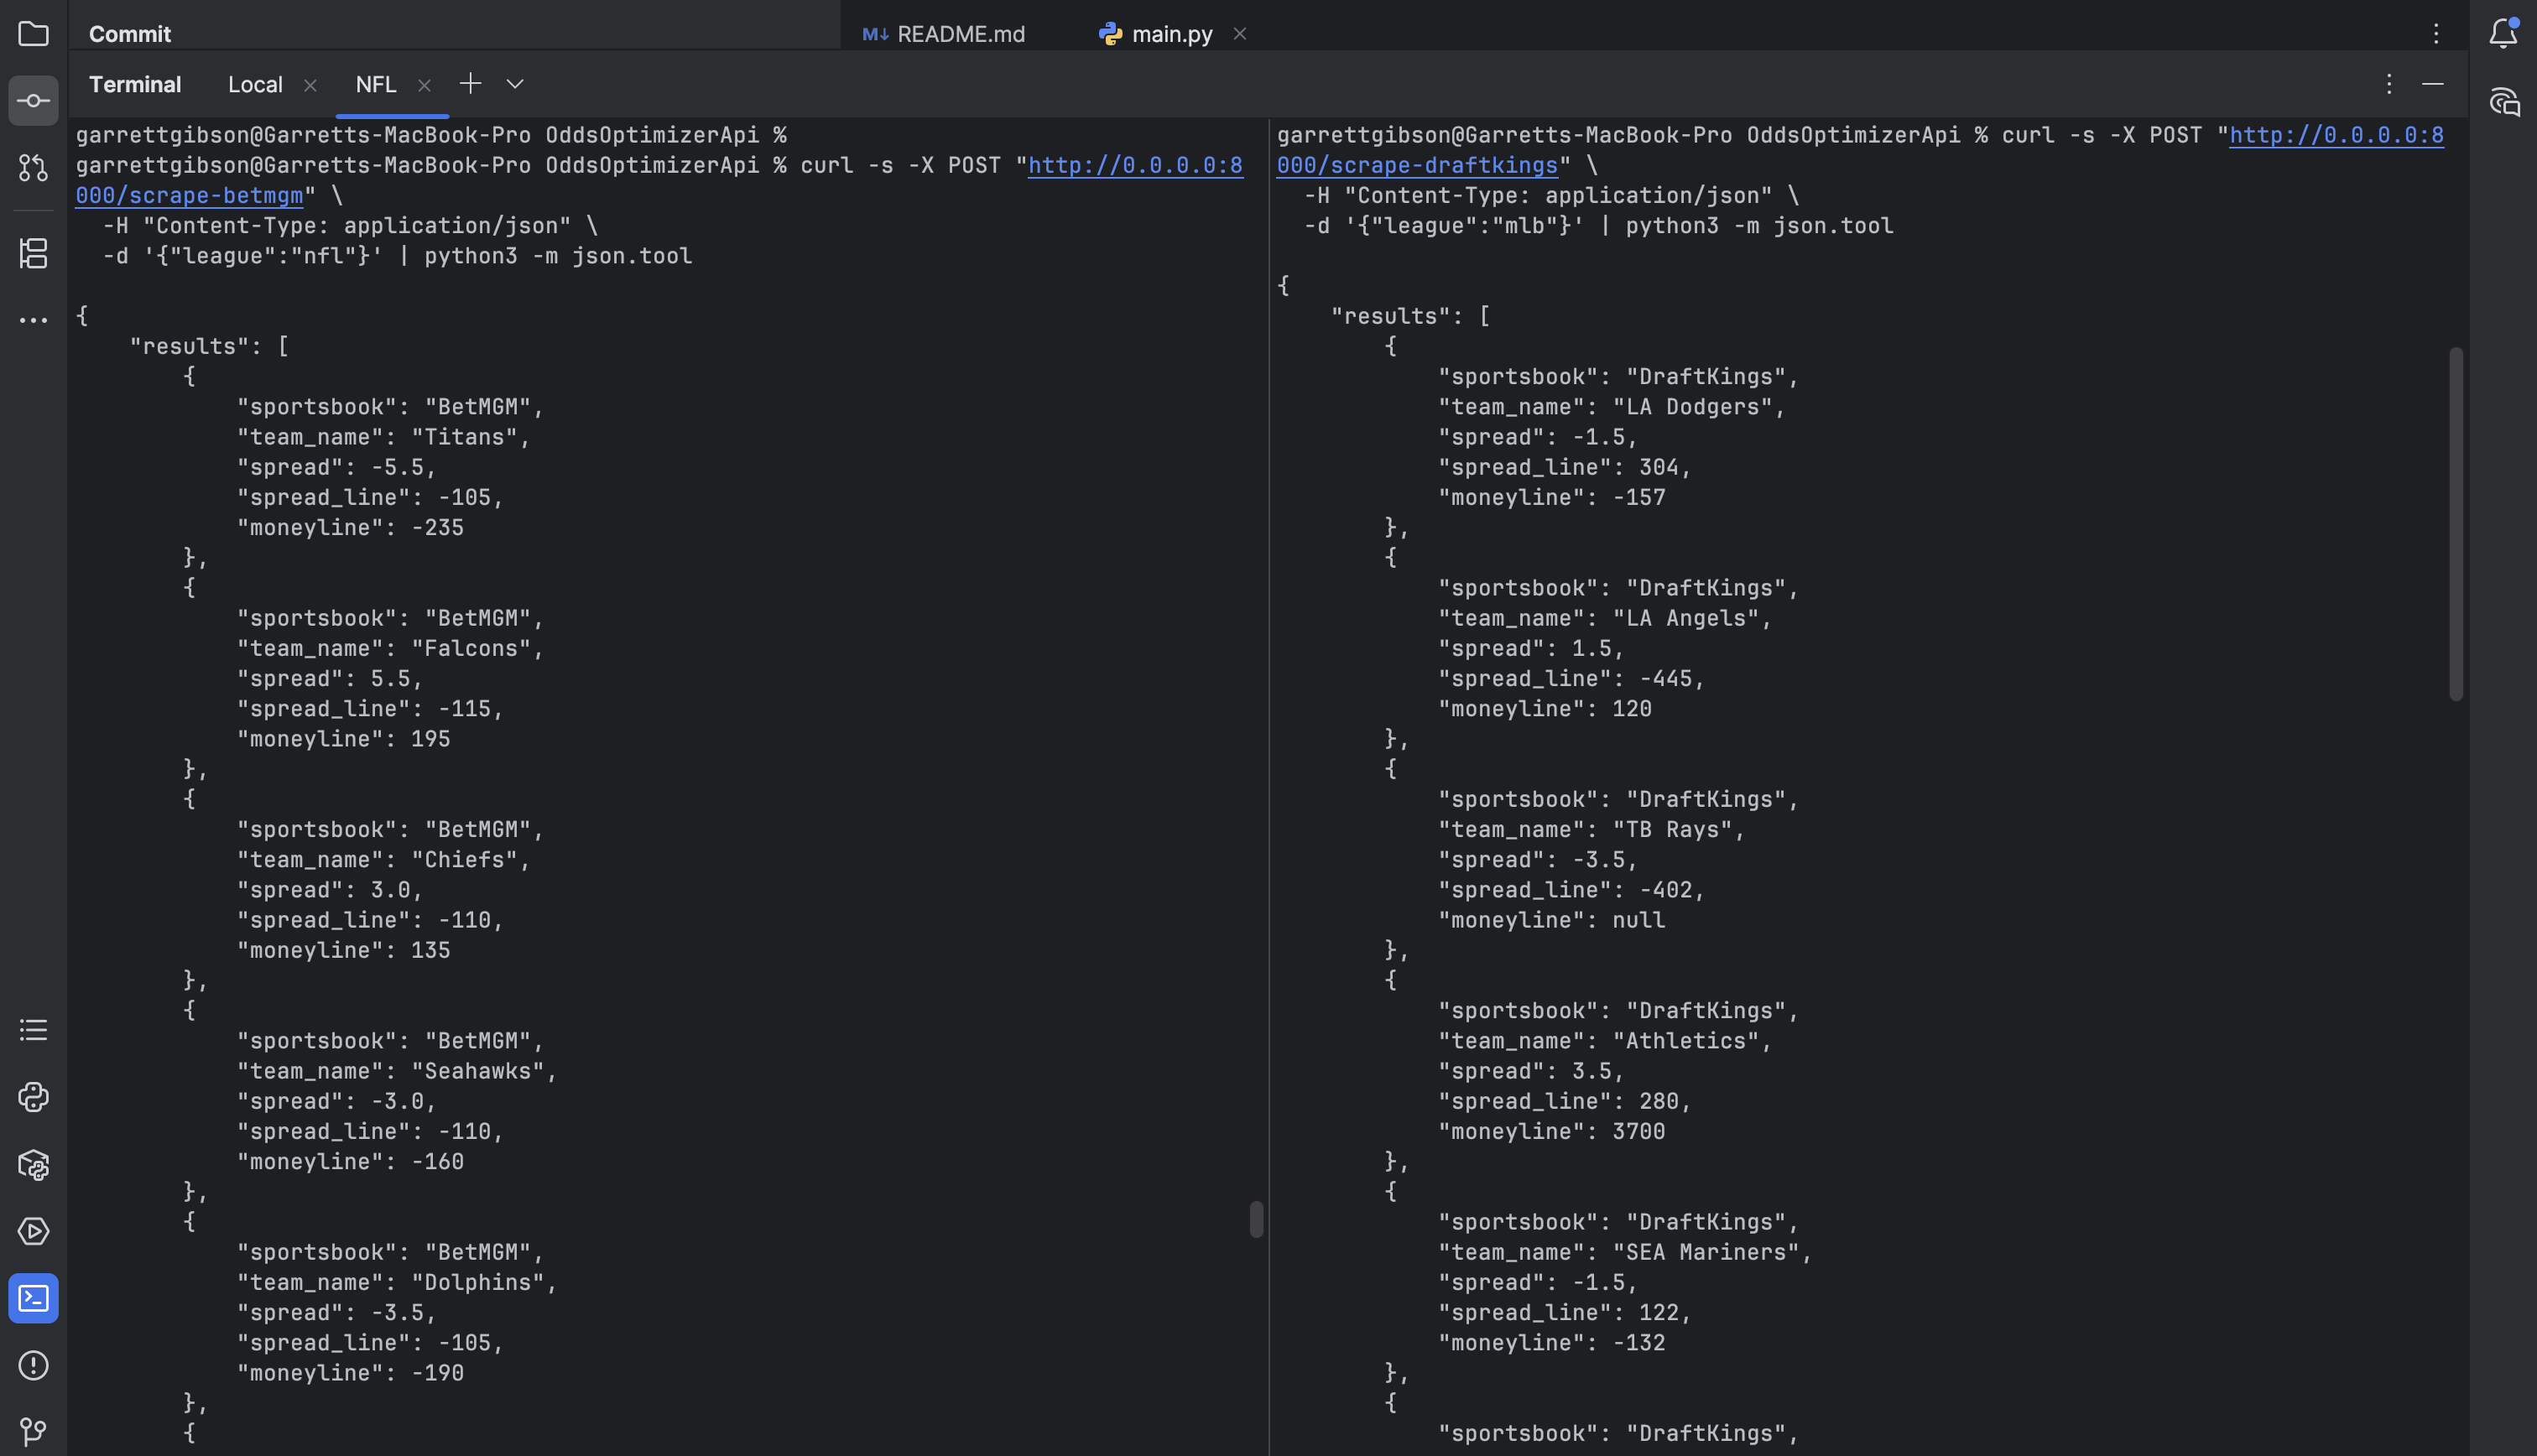 Commit
M↓ README.md
main.py
Terminal
Local
NFL
garrettgibson@Garretts-MacBook-Pro OddsOptimizerApi %
garrettgibson@Garretts-MacBook-Pro OddsOptimizerApi % curl -s -X POST "http://0.0.0.0:8
000/scrape-betmgm" \
-H "Content-Type: application/json" \
-d '{"league":"nfl"}' | python3 -m json.tool
{
"results": [
{
"sportsbook": "BetMGM",
"team_name": "Titans",
"spread": -5.5,
"spread_line": -105,
"moneyline": -235
},
{
"sportsbook": "BetMGM",
"team_name": "Falcons",
"spread": 5.5,
"spread_line": -115,
"moneyline": 195
},
{
"sportsbook": "BetMGM",
"team_name": "Chiefs",
"spread": 3.0,
"spread_line": -110,
"moneyline": 135
},
{
"sportsbook": "BetMGM",
"team_name": "Seahawks",
"spread": -3.0,
"spread_line": -110,
"moneyline": -160
},
{
"sportsbook": "BetMGM",
"team_name": "Dolphins",
"spread": -3.5,
"spread_line": -105,
"moneyline": -190
},
{
garrettgibson@Garretts-MacBook-Pro OddsOptimizerApi % curl -s -X POST "http://0.0.0.0:8
000/scrape-draftkings" \
-H "Content-Type: application/json" \
-d '{"league":"mlb"}' | python3 -m json.tool
{
"results": [
{
"sportsbook": "DraftKings",
"team_name": "LA Dodgers",
"spread": -1.5,
"spread_line": 304,
"moneyline": -157
},
{
"sportsbook": "DraftKings",
"team_name": "LA Angels",
"spread": 1.5,
"spread_line": -445,
"moneyline": 120
},
{
"sportsbook": "DraftKings",
"team_name": "TB Rays",
"spread": -3.5,
"spread_line": -402,
"moneyline": null
},
{
"sportsbook": "DraftKings",
"team_name": "Athletics",
"spread": 3.5,
"spread_line": 280,
"moneyline": 3700
},
{
"sportsbook": "DraftKings",
"team_name": "SEA Mariners",
"spread": -1.5,
"spread_line": 122,
"moneyline": -132
},
{
"sportsbook": "DraftKings",